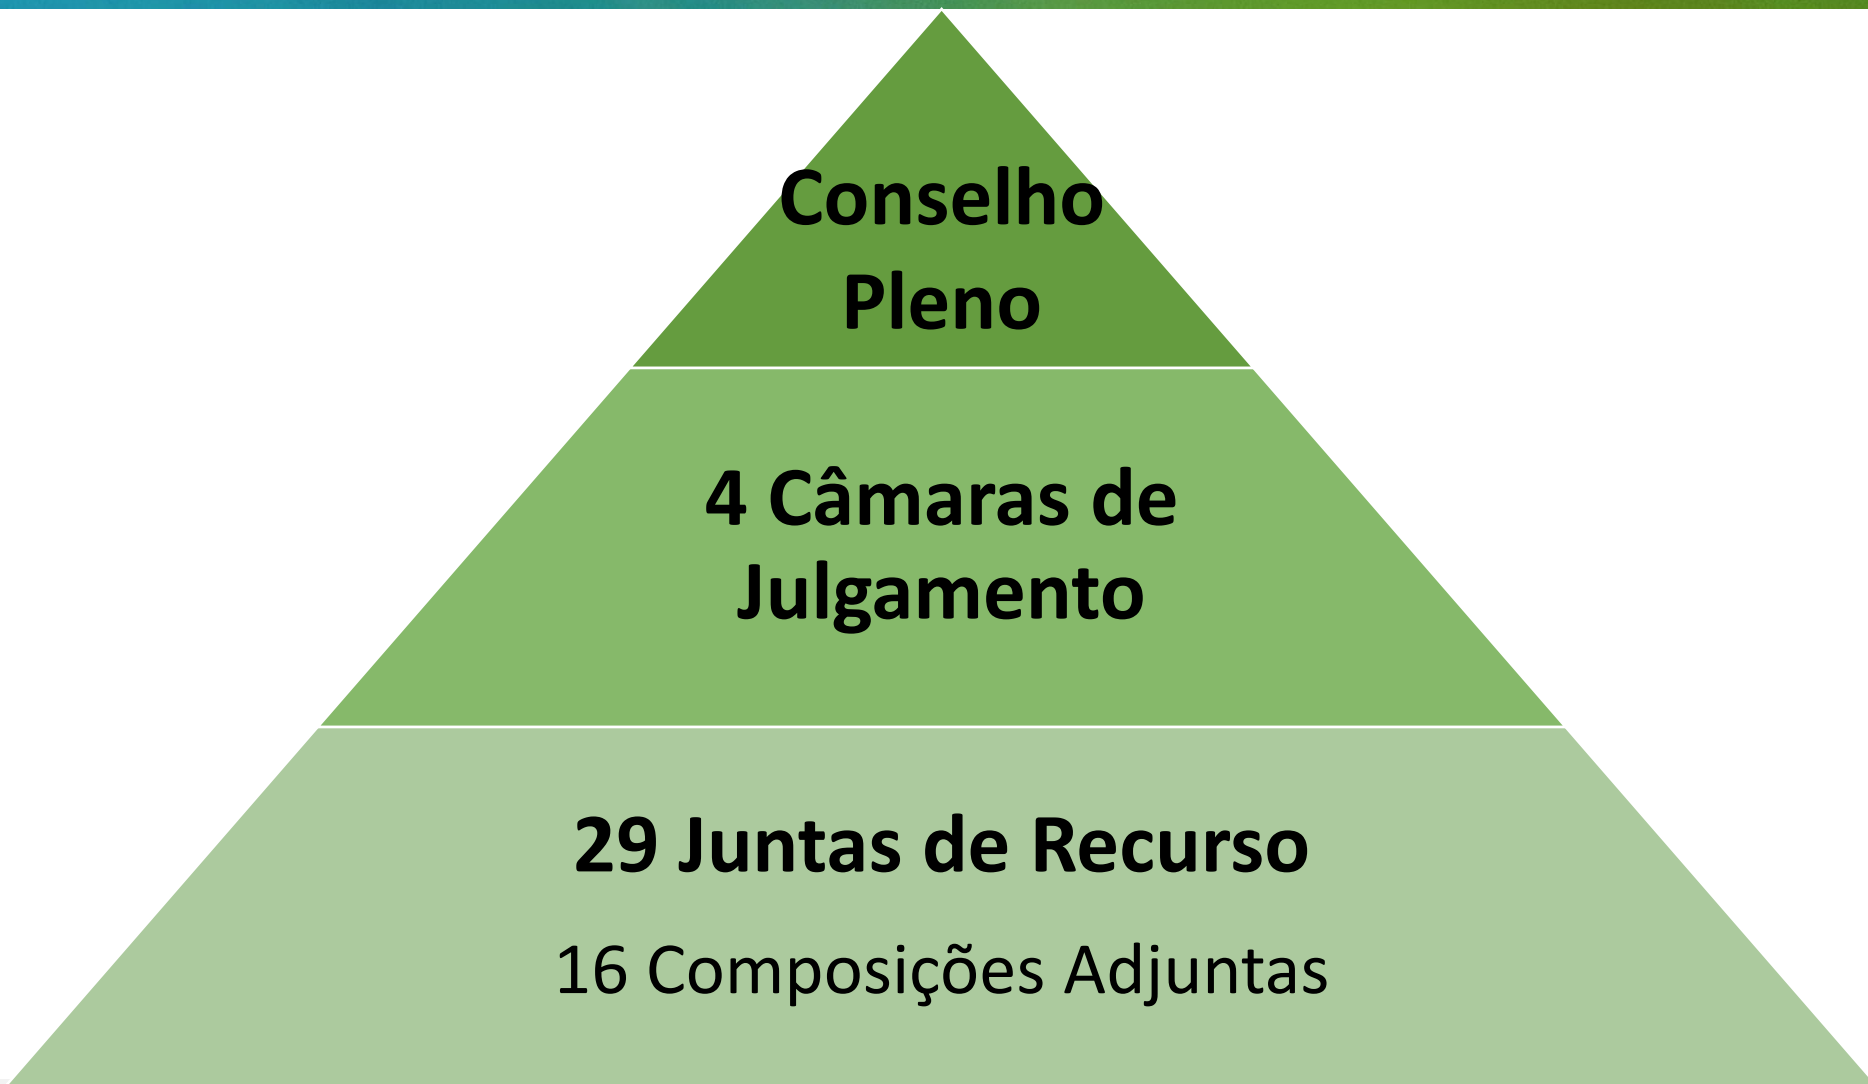 Conselho
Pleno
4 Câmaras de
Julgamento
29 Juntas de Recurso
16 Composições Adjuntas